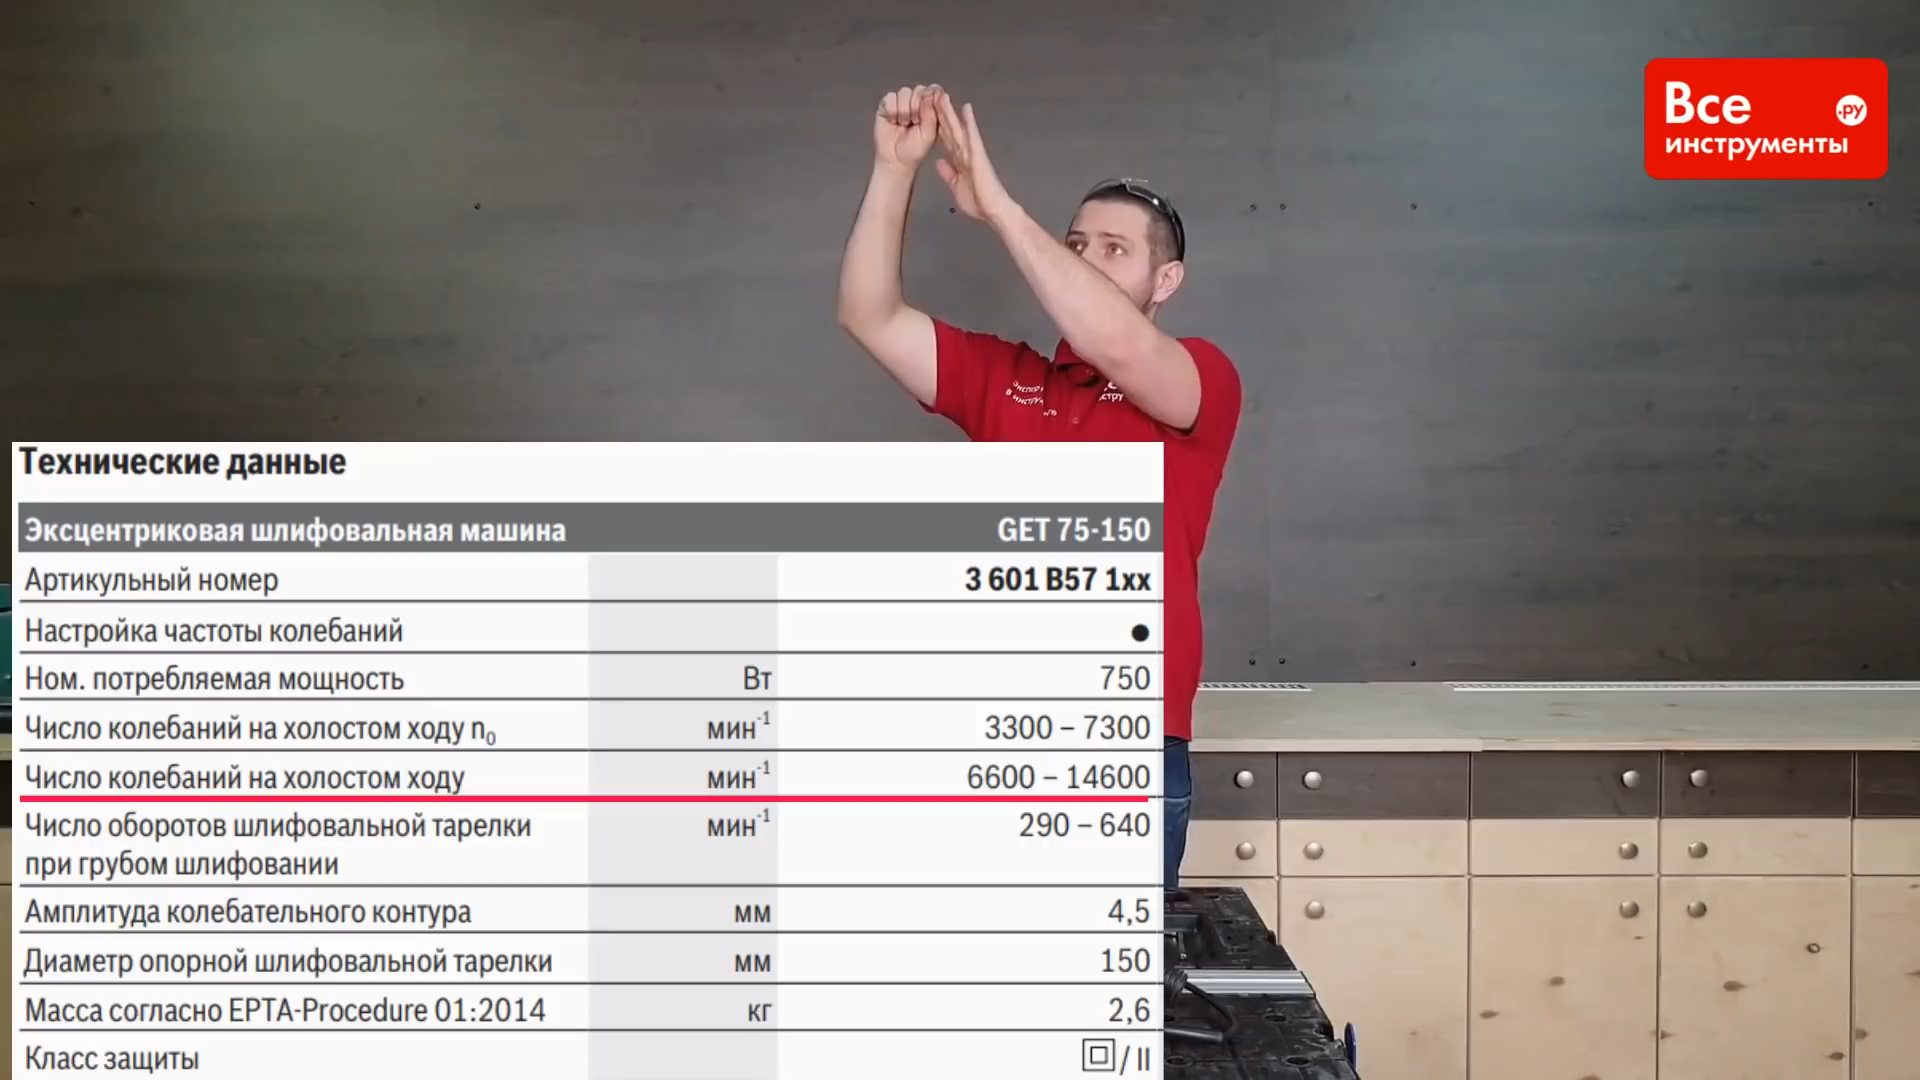 Все
.ру
инструменты
Технические данные
Эксцентриковая шлифовальная машина GET 75-150
Артикульный номер 3 601 B57 1xx
Настройка частоты колебаний ●
Ном. потребляемая мощность Вт 750
Число колебаний на холостом ходу n₀ мин⁻¹ 3300 – 7300
Число колебаний на холостом ходу мин⁻¹ 6600 – 14600
Число оборотов шлифовальной тарелки мин⁻¹ 290 – 640
при грубом шлифовании
Амплитуда колебательного контура мм 4,5
Диаметр опорной шлифовальной тарелки мм 150
Масса согласно EPTA-Procedure 01:2014 кг 2,6
Класс защиты / II